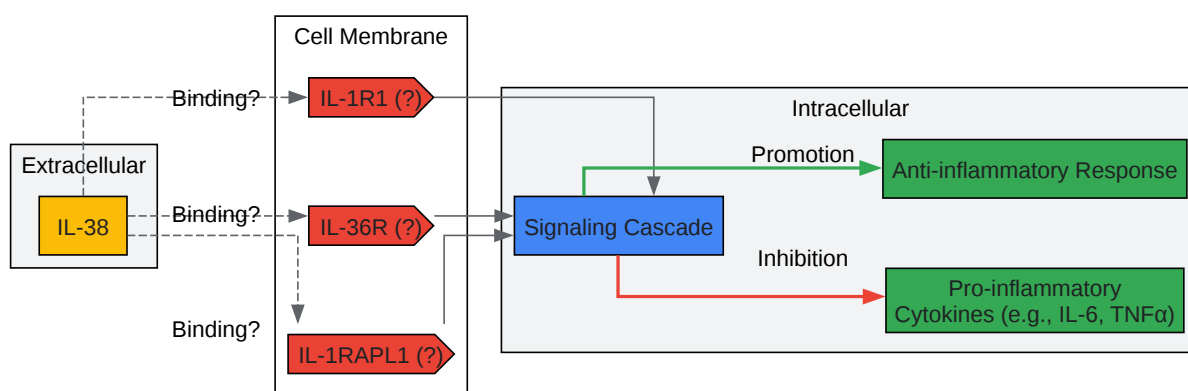 Cell Membrane
Binding?
IL-1R1 (?)
Intracellular
Extracellular
Promotion
Anti-inflammatory Response
IL-38
Binding?
IL-36R (?)
Signaling Cascade
Inhibition
Pro-inflammatory
Cytokines (e.g., IL-6, TNFα)
Binding?
IL-1RAPL1 (?)